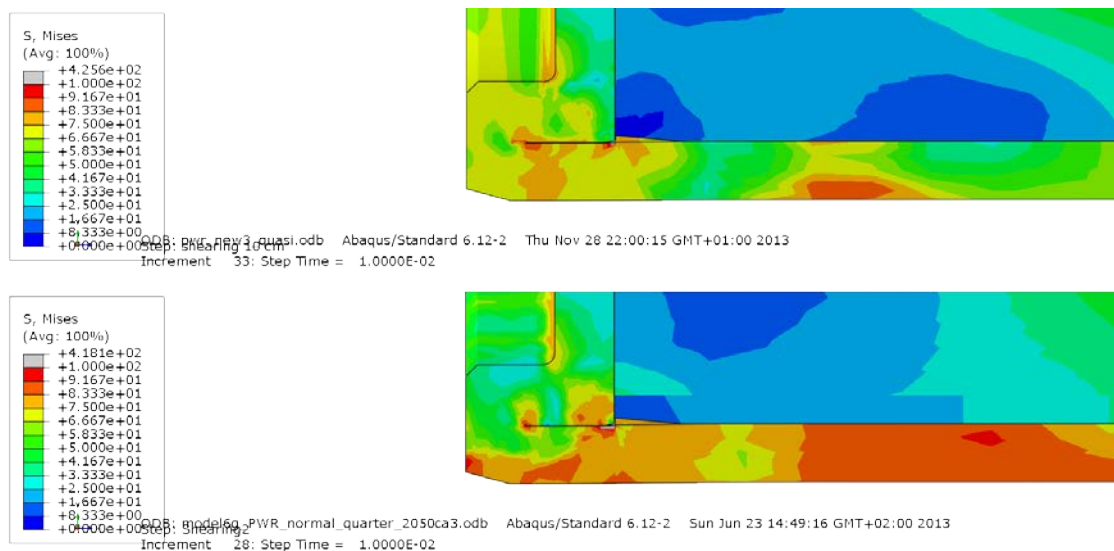 S, Mises
(Avg: 100%)
+4.256e+02
+1.000e+02
+9.167e+01
+8.333e+01
+7.500e+01
+6.667e+01
+5.833e+01
+5.000e+01
+4.167e+01
+3.333e+01
+2.500e+01
+1.667e+01
+8.333e+00
+0.000e+00
ODB: pwr_new3_quasi.odb Abaqus/Standard 6.12-2 Thu Nov 28 22:00:15 GMT+01:00 2013
Step: shearing 10 cm
Increment 33: Step Time = 1.0000E-02
S, Mises
(Avg: 100%)
+4.181e+02
+1.000e+02
+9.167e+01
+8.333e+01
+7.500e+01
+6.667e+01
+5.833e+01
+5.000e+01
+4.167e+01
+3.333e+01
+2.500e+01
+1.667e+01
+8.333e+00
+0.000e+00
ODB: model6g_PWR_normal_quarter_2050ca3.odb Abaqus/Standard 6.12-2 Sun Jun 23 14:49:16 GMT+02:00 2013
Step: Shearing2
Increment 28: Step Time = 1.0000E-02